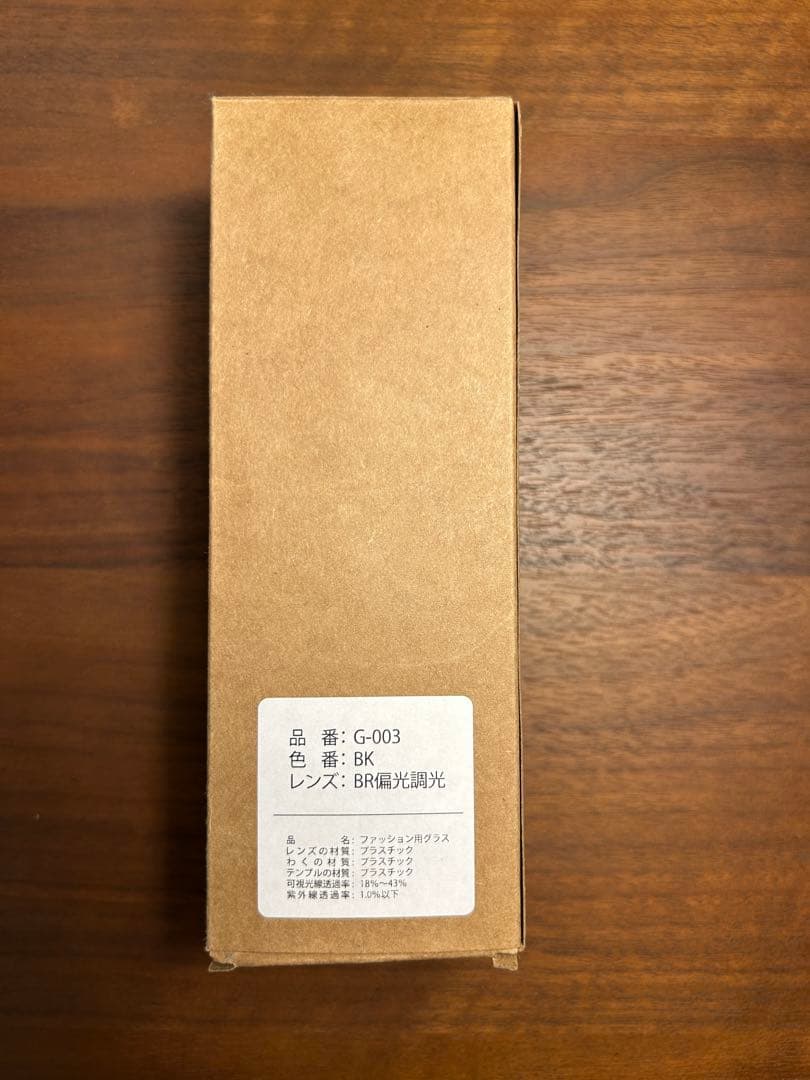 品 番: G-003
色 番: BK
レンズ: BR偏光調光
品 名: ファッション用グラス
レンズの材質: プラスチック
わくの材質: プラスチック
テンプルの材質: プラスチック
可視光線透過率: 18%〜43%
紫外線透過率: 1.0%以下